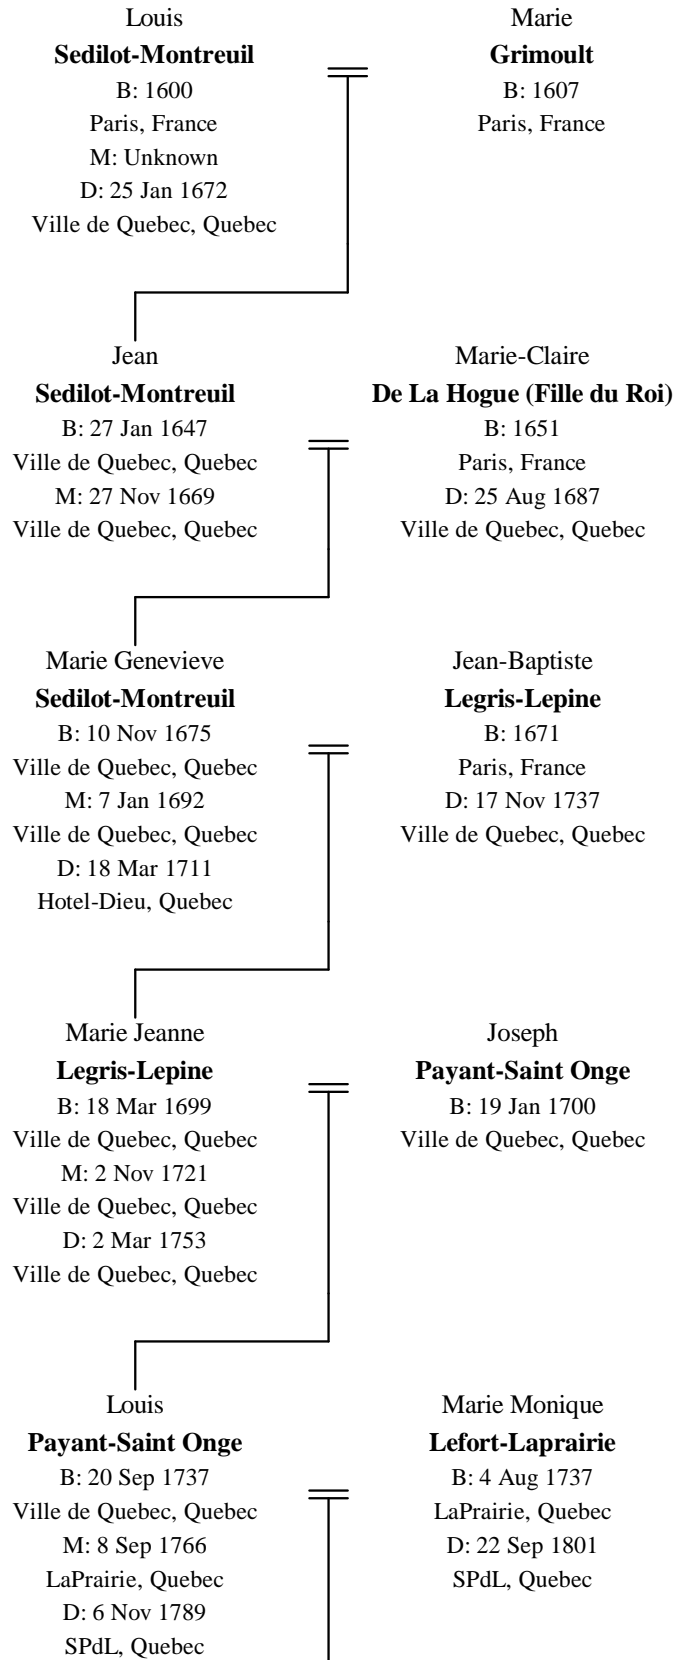 Louis
Sedilot-Montreuil
B: 1600
Paris, France
M: Unknown
D: 25 Jan 1672
Ville de Quebec, Quebec
Marie
Grimoult
B: 1607
Paris, France
Jean
Sedilot-Montreuil
B: 27 Jan 1647
Ville de Quebec, Quebec
M: 27 Nov 1669
Ville de Quebec, Quebec
Marie-Claire
De La Hogue (Fille du Roi)
B: 1651
Paris, France
D: 25 Aug 1687
Ville de Quebec, Quebec
Marie Genevieve
Sedilot-Montreuil
B: 10 Nov 1675
Ville de Quebec, Quebec
M: 7 Jan 1692
Ville de Quebec, Quebec
D: 18 Mar 1711
Hotel-Dieu, Quebec
Jean-Baptiste
Legris-Lepine
B: 1671
Paris, France
D: 17 Nov 1737
Ville de Quebec, Quebec
Marie Jeanne
Legris-Lepine
B: 18 Mar 1699
Ville de Quebec, Quebec
M: 2 Nov 1721
Ville de Quebec, Quebec
D: 2 Mar 1753
Ville de Quebec, Quebec
Joseph
Payant-Saint Onge
B: 19 Jan 1700
Ville de Quebec, Quebec
Louis
Payant-Saint Onge
B: 20 Sep 1737
Ville de Quebec, Quebec
M: 8 Sep 1766
LaPrairie, Quebec
D: 6 Nov 1789
SPdL, Quebec
Marie Monique
Lefort-Laprairie
B: 4 Aug 1737
LaPrairie, Quebec
D: 22 Sep 1801
SPdL, Quebec